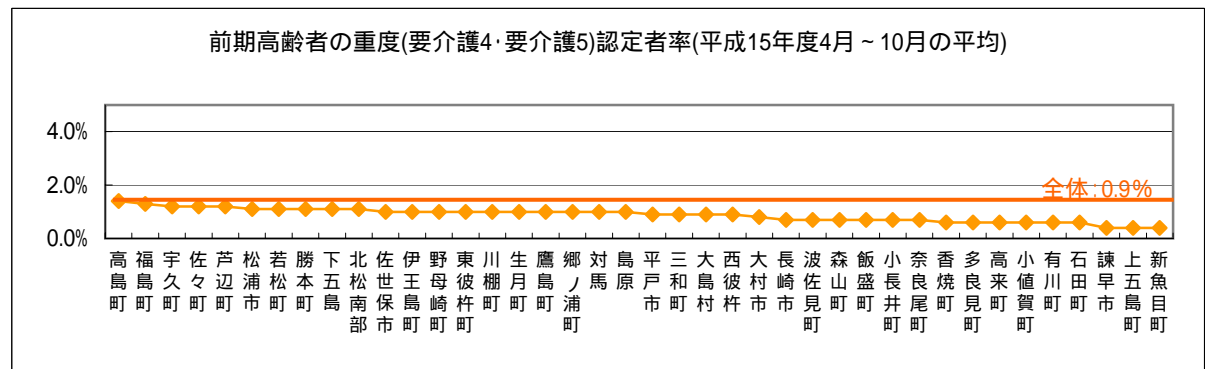 前期高齢者の重度(要介護4･要介護5)認定者率(平成15年度4月～10月の平均)
4.0%
2.0%
0.0%
全体:0.9%
高島町
福島町
宇久町
佐々町
芦辺町
松浦市
若松町
勝本町
下五島
北松南部
佐世保市
伊王島町
野母崎町
東彼杵町
川棚町
生月町
鷹島町
郷ノ浦町
対馬
島原
平戸市
三和町
大島村
西彼杵
大村市
長崎市
波佐見町
森山町
飯盛町
小長井町
奈良尾町
香焼町
多良見町
高来町
小値賀町
有川町
石田町
諫早市
上五島町
新魚目町